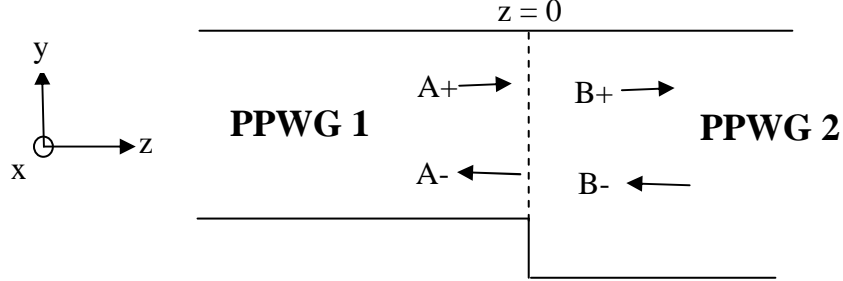 z = 0
y
A+
B+
PPWG 1
PPWG 2
z
x
A-
B-